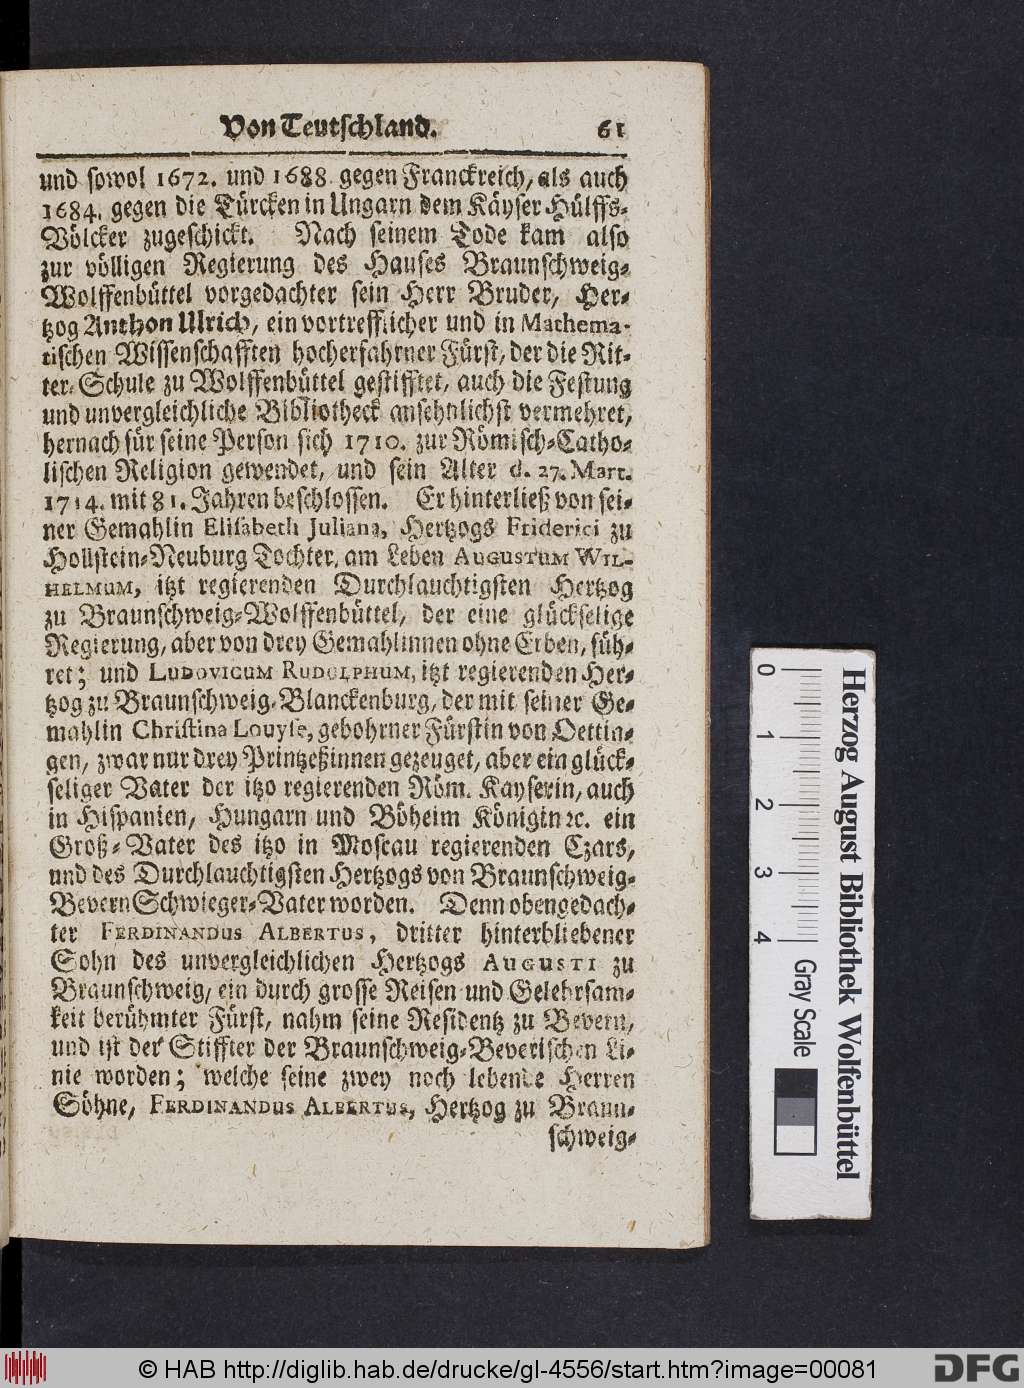 Von Teutschland. 61
und sowol 1672. und 1688. gegen Franckreich, als auch
1684. gegen die Türcken in Ungarn dem Käyser Hülffs-
Völcker zugeschickt. Nach seinem Tode kam also
zur völligen Regierung des Hauses Braunschweig-
Wolffenbüttel vorgedachter sein Herr Bruder, Her-
tzog Anthon Ulrich, ein vortrefflicher und in Mathema-
tischen Wissenschafften hocherfahrner Fürst, der die Rit-
ter-Schule zu Wolffenbüttel gestifftet, auch die Festung
und unvergleichliche Bibliotheck ansehnlichst vermehret,
hernach für seine Person sich 1710. zur Römisch-Catho-
lischen Religion gewendet, und sein Alter d. 27. Mart.
1714. mit 81. Jahren beschlossen. Er hinterließ von sei-
ner Gemahlin Elisabeth Juliana, Hertzogs Friderici zu
Hollstein-Neuburg Tochter, am Leben AUGUSTUM WIL-
HELMUM, itzt regierenden Durchlauchtigsten Hertzog
zu Braunschweig-Wolffenbüttel, der eine glückselige
Regierung, aber von drey Gemahlinnen ohne Erben, füh-
ret; und LUDOVICUM RUDOLPHUM, itzt regierenden Her-
tzog zu Braunschweig-Blanckenburg, der mit seiner Ge-
mahlin Christina Louyse, gebohrner Fürstin von Oettin-
gen, zwar nur drey Printzeßinnen gezeuget, aber ein glück-
seliger Vater der itzo regierenden Röm. Kayserin, auch
in Hispanien, Hungarn und Böheim Königin ꝛc. ein
Groß-Vater des itzo in Moscau regierenden Czars,
und des Durchlauchtigsten Hertzogs von Braunschweig-
Bevern Schwieger-Vater worden. Denn obengedach-
ter FERDINANDUS ALBERTUS, dritter hinterbliebener
Sohn des unvergleichlichen Hertzogs AUGUSTI zu
Braunschweig, ein durch grosse Reisen und Gelehrsam-
keit berühmter Fürst, nahm seine Residentz zu Bevern,
und ist der Stiffter der Braunschweig-Beverischen Li-
nie worden; welche seine zwey noch lebende Herren
Söhne, FERDINANDUS ALBERTUS, Hertzog zu Braun-
schweig-
0 1 2 3 4
Gray Scale
Herzog August Bibliothek Wolfenbüttel
© HAB http://diglib.hab.de/drucke/gl-4556/start.htm?image=00081
DFG